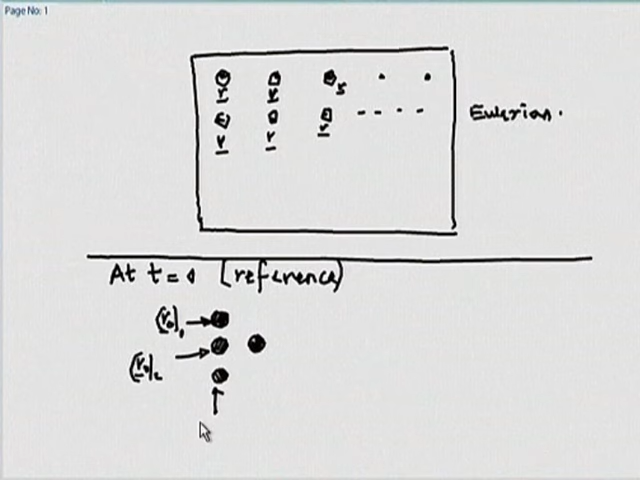 Page No: 1
r r
r r r
Eulerian.
At t = 0 (reference)
(r₀)₁
(r₀)₂